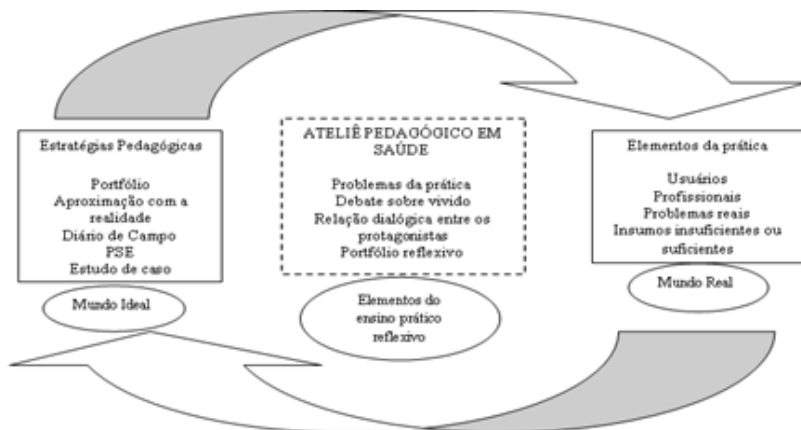 Estratégias Pedagógicas
Portfólio
Aproximação com a
realidade
Diário de Campo
PSE
Estudo de caso
Mundo Ideal
ATELIÊ PEDAGÓGICO EM
SAÚDE
Problemas da prática
Debate sobre vivido
Relação dialógica entre os
protagonistas
Portfólio reflexivo
Elementos do
ensino prático
reflexivo
Elementos da prática
Usuários
Profissionais
Problemas reais
Insumos insuficientes ou
suficientes
Mundo Real